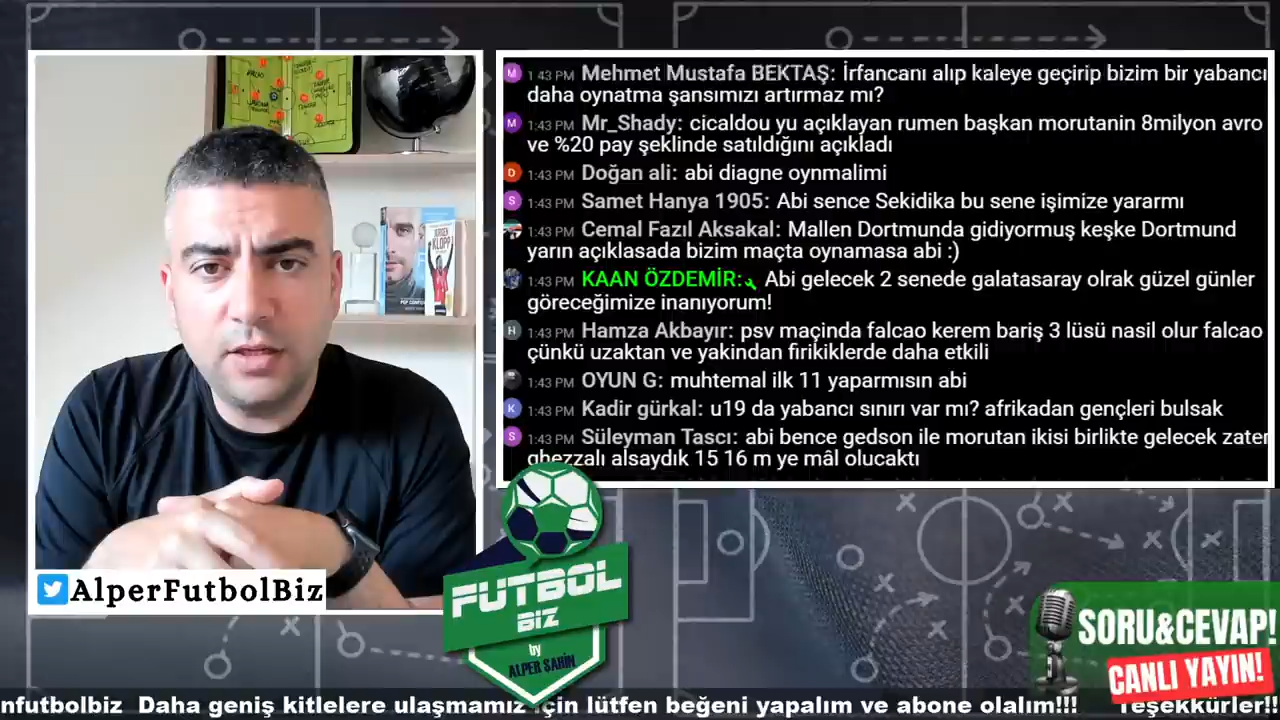 1:43 PM Mehmet Mustafa BEKTAŞ: İrfancanı alıp kaleye geçirip bizim bir yabancı
daha oynatma şansımızı artırmaz mı?
1:43 PM Mr_Shady: cicaldou yu açıklayan rumen başkan morutanin 8milyon avro
ve %20 pay şeklinde satıldığını açıkladı
1:43 PM Doğan ali: abi diagne oynmalimi
1:43 PM Samet Hanya 1905: Abi sence Sekidika bu sene işimize yararmı
1:43 PM Cemal Fazıl Aksakal: Mallen Dortmunda gidiyormuş keşke Dortmund
yarın açıklasada bizim maçta oynamasa abi :)
1:43 PM KAAN ÖZDEMİR: Abi gelecek 2 senede galatasaray olrak güzel günler
göreceğimize inanıyorum!
1:43 PM Hamza Akbayır: psv maçinda falcao kerem bariş 3 lüsü nasil olur falcao
çünkü uzaktan ve yakindan firikiklerde daha etkili
1:43 PM OYUN G: muhtemal ilk 11 yaparmısın abi
1:43 PM Kadir gürkal: u19 da yabancı sınırı var mı? afrikadan gençleri bulsak
1:43 PM Süleyman Tascı: abi bence gedson ile morutan ikisi birlikte gelecek zaten
ghezzalı alsaydık 15 16 m ye mâl olucaktı
JÜRGEN
KLOPP
PEP
AlperFutbolBiz
FUTBOL
BİZ
by
ALPER ŞAHİN
SORU&CEVAP!
CANLI YAYIN!
nfutbolbiz Daha geniş kitlelere ulaşmamız için lütfen beğeni yapalım ve abone olalım!!! Teşekkürler!!